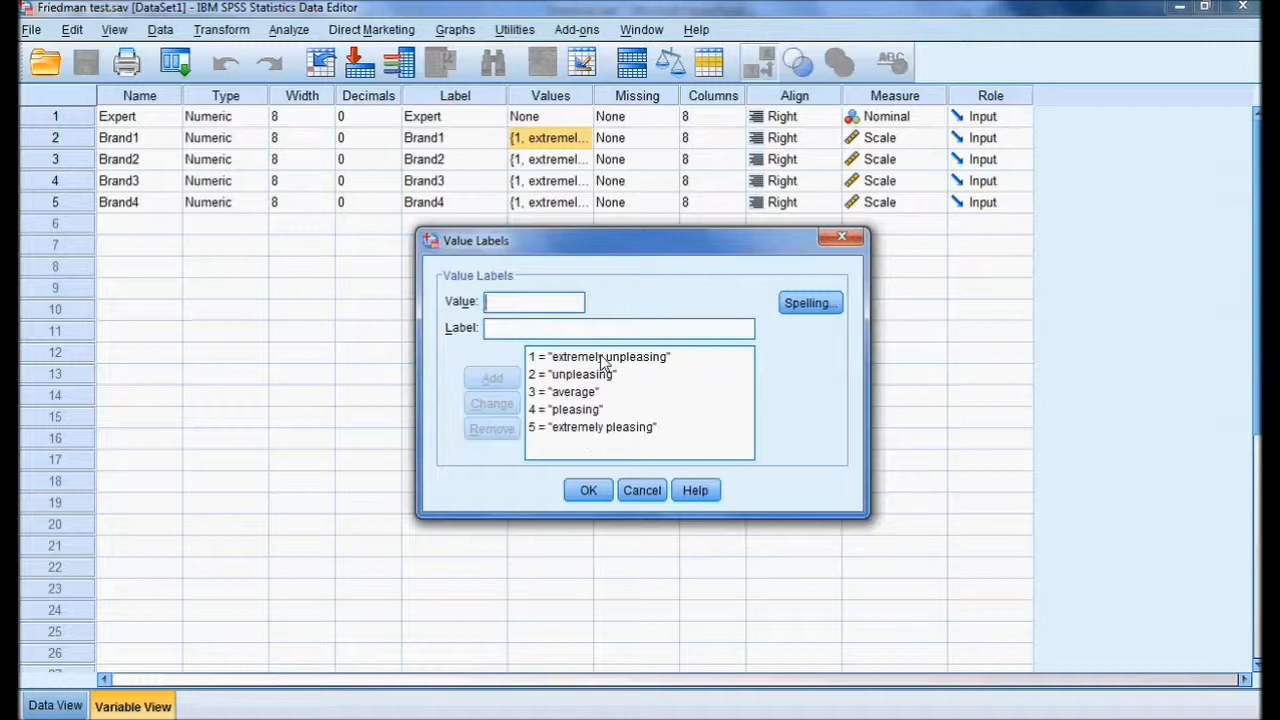 Friedman test.sav [DataSet1] - IBM SPSS Statistics Data Editor
File Edit View Data Transform Analyze Direct Marketing Graphs Utilities Add-ons Window Help
Name Type Width Decimals Label Values Missing Columns Align Measure Role
1 Expert Numeric 8 0 Expert None None 8 Right Nominal Input
2 Brand1 Numeric 8 0 Brand1 {1, extremel... None 8 Right Scale Input
3 Brand2 Numeric 8 0 Brand2 {1, extremel... None 8 Right Scale Input
4 Brand3 Numeric 8 0 Brand3 {1, extremel... None 8 Right Scale Input
5 Brand4 Numeric 8 0 Brand4 {1, extremel... None 8 Right Scale Input
6
7
8
9
10
11
12
13
14
15
16
17
18
19
20
21
22
23
24
25
26
Value Labels
Value Labels
Value: Spelling...
Label:
1 = "extremely unpleasing"
2 = "unpleasing"
3 = "average"
4 = "pleasing"
5 = "extremely pleasing"
Add
Change
Remove
OK Cancel Help
Data View Variable View